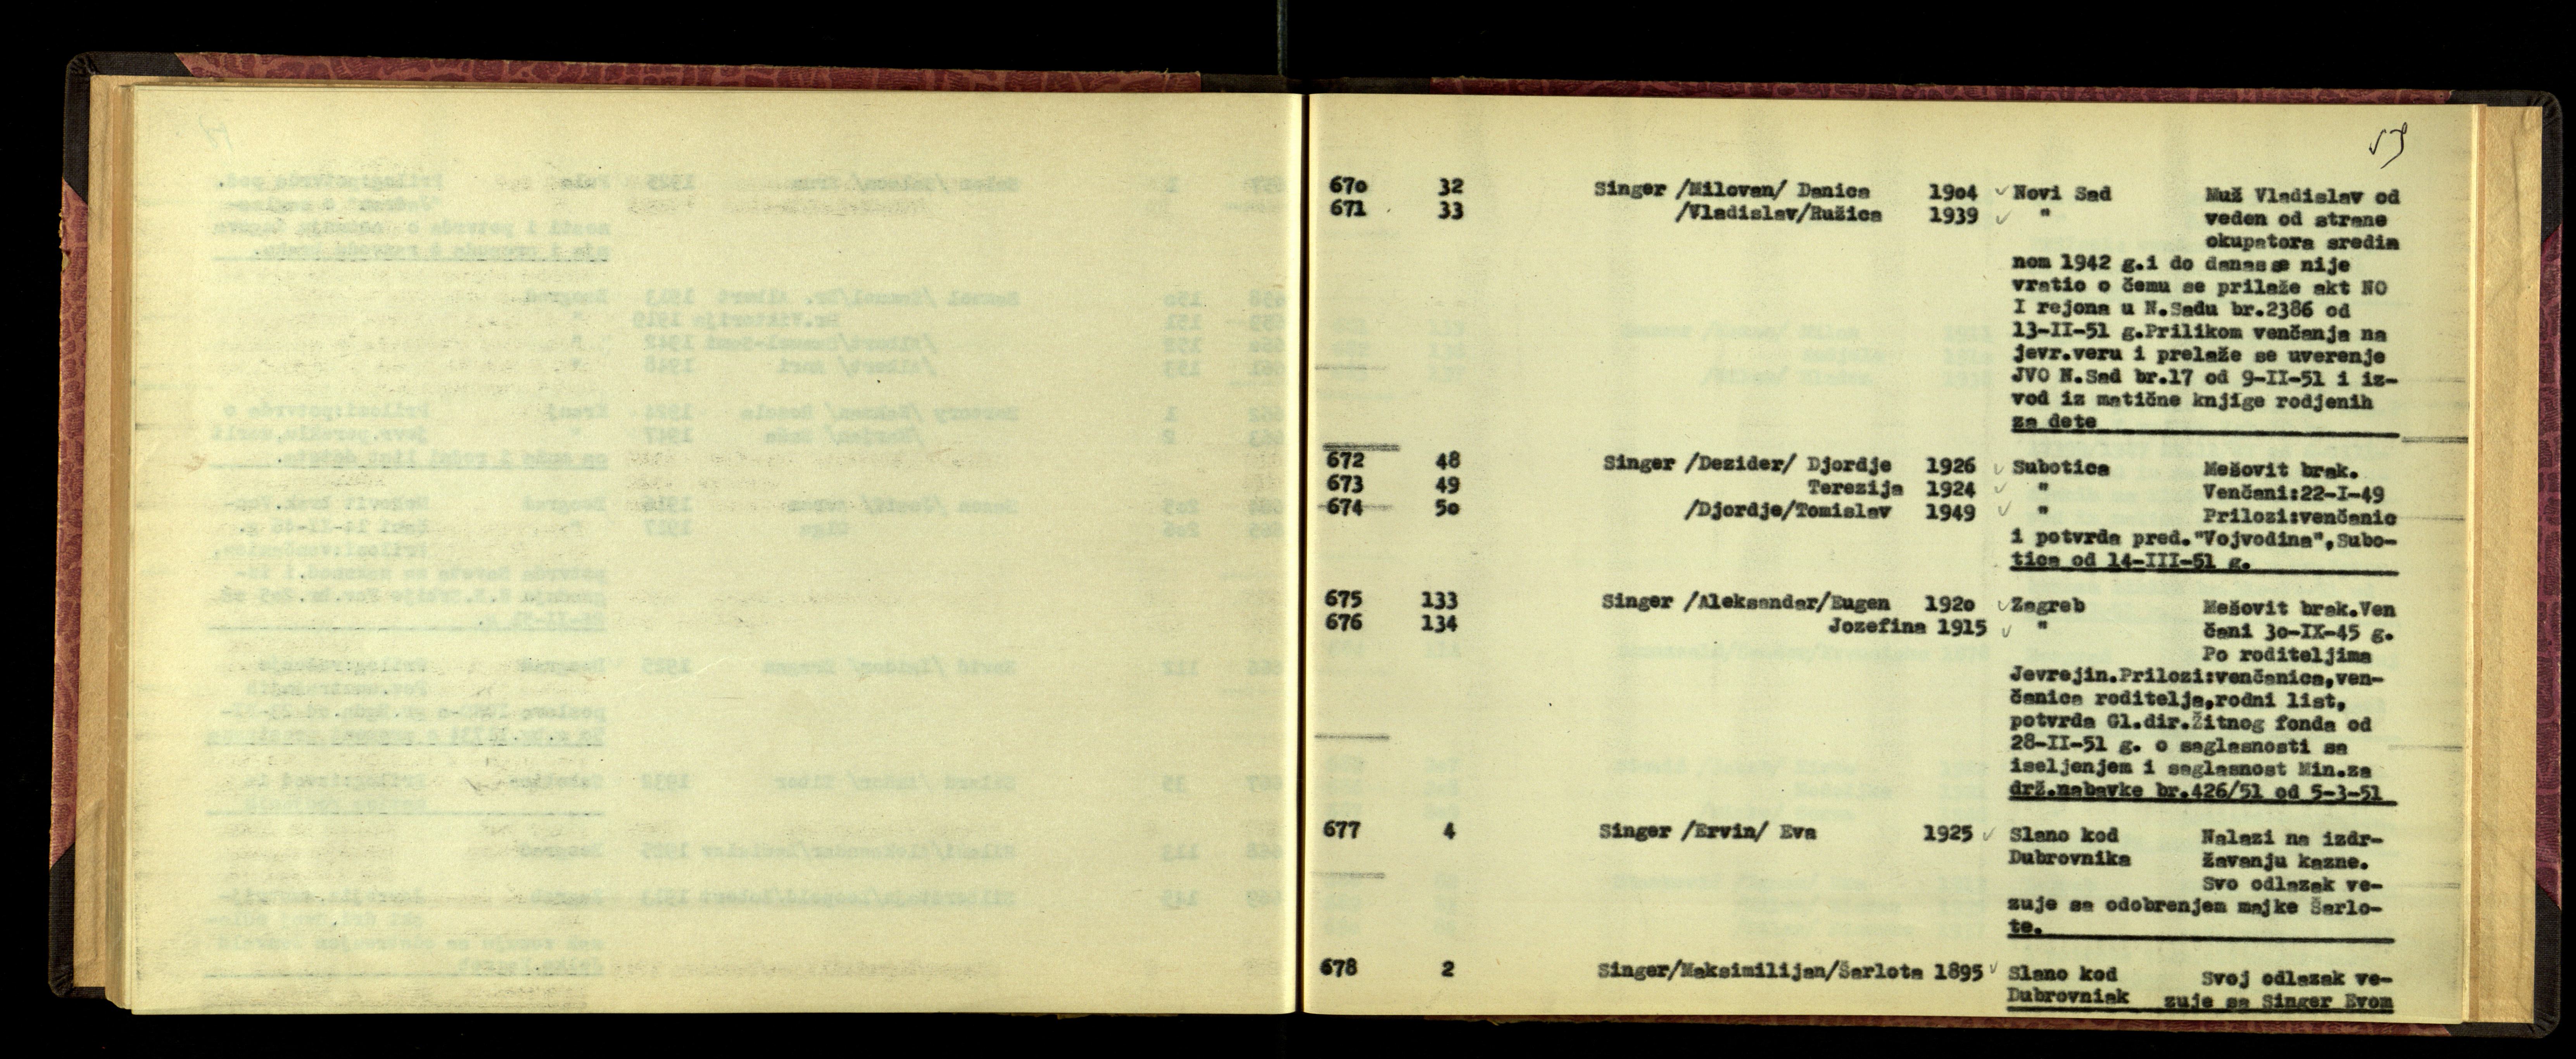 59
670 32 Singer /Milovan/ Danica 1904 ✓ Novi Sad Muž Vladislav od
671 33 /Vladislav/Ružica 1939 ✓ " veden od strane
okupatora sredin
nom 1942 g.i do danas se nije
vratio o čemu se prilaže akt NO
I rejona u N.Sadu br.2386 od
13-II-51 g.Prilikom venčanja na
jevr.veru i prelaže se uverenje
JVO N.Sad br.17 od 9-II-51 i iz-
vod iz matične knjige rodjenih
za dete
672 48 Singer /Dezider/ Djordje 1926 ✓ Subotica Mešovit brak.
673 49 Terezija 1924 ✓ " Venčani:22-I-49
674 5o /Djordje/Tomislav 1949 ✓ " Prilozi:venčanic
i potvrda pred."Vojvodina",Subo-
tica od 14-III-51 g.
675 133 Singer /Aleksandar/Eugen 192o ✓ Zagreb Mešovit brak.Ven
676 134 Jozefina 1915 ✓ " čani 3o-IX-45 g.
Po roditeljima
Jevrejin.Prilozi:venčanica,ven-
čanica roditelja,rodni list,
potvrda Gl.dir.Žitnog fonda od
28-II-51 g. o saglasnosti sa
iseljenjem i saglasnost Min.za
drž.nabavke br.426/51 od 5-3-51
677 4 Singer /Ervin/ Eva 1925 ✓ Slano kod Nalazi na izdr-
Dubrovnika žavanju kazne.
Svo odlazak ve-
zuje sa odobrenjem majke Šarlo-
te.
678 2 Singer/Maksimilijan/Šarlota 1895 ✓ Slano kod Svoj odlazak ve-
Dubrovniak zuje sa Singer Evom